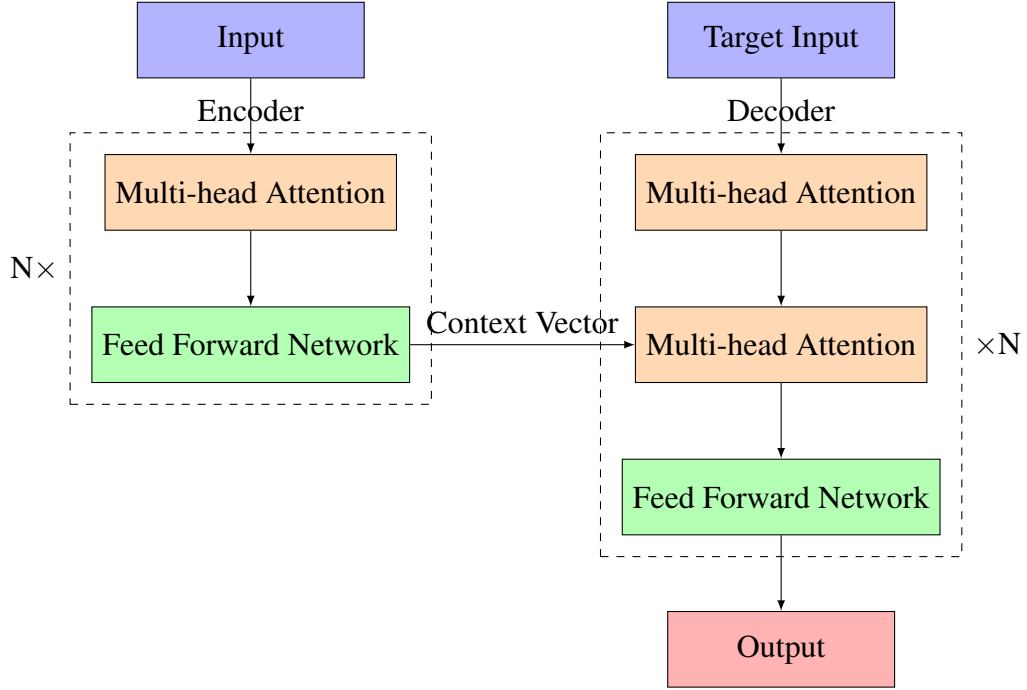 Input
Target Input
Encoder
Decoder
Multi-head Attention
Multi-head Attention
N×
Feed Forward Network
Context Vector
Multi-head Attention
×N
Feed Forward Network
Output